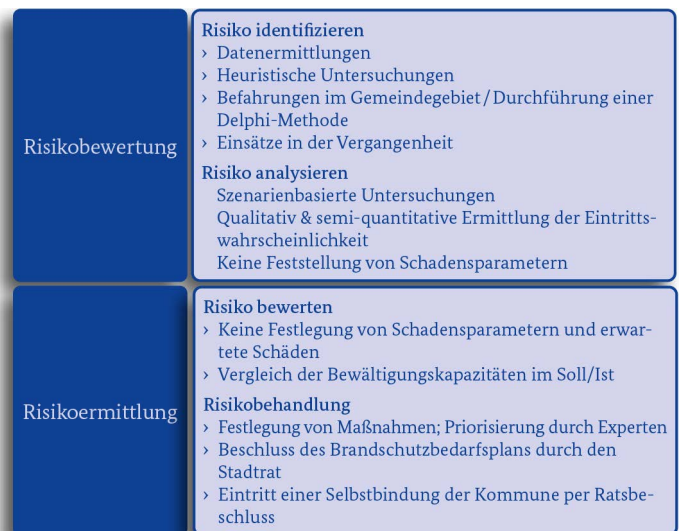 Risikobewertung
Risiko identifizieren
› Datenermittlungen
› Heuristische Untersuchungen
› Befahrungen im Gemeindegebiet / Durchführung einer
Delphi-Methode
› Einsätze in der Vergangenheit
Risiko analysieren
Szenarienbasierte Untersuchungen
Qualitativ & semi-quantitative Ermittlung der Eintritts-
wahrscheinlichkeit
Keine Feststellung von Schadensparametern
Risikoermittlung
Risiko bewerten
› Keine Festlegung von Schadensparametern und erwar-
tete Schäden
› Vergleich der Bewältigungskapazitäten im Soll/Ist
Risikobehandlung
› Festlegung von Maßnahmen; Priorisierung durch Experten
› Beschluss des Brandschutzbedarfsplans durch den
Stadtrat
› Eintritt einer Selbstbindung der Kommune per Ratsbe-
schluss